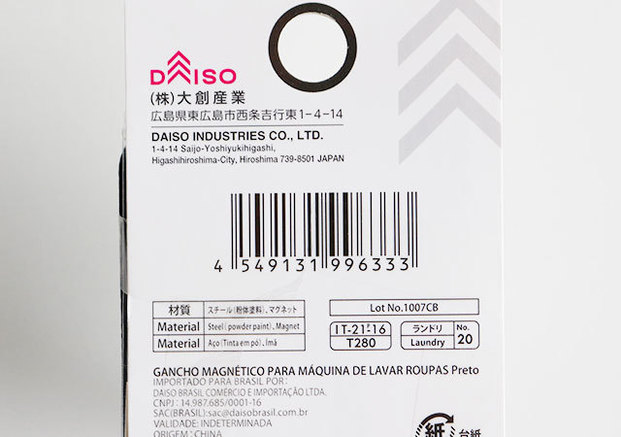 DAISO
(株)大創産業
広島県東広島市西条吉行東1-4-14
DAISO INDUSTRIES CO., LTD.
1-4-14 Saijo-Yoshiyukihigashi,
Higashihiroshima-City, Hiroshima 739-8501 JAPAN
4 549131 996333
材質 スチール(粉体塗料)、マグネット
Material Steel(powder paint), Magnet
Material Aço(Tinta em pó), Ímã
Lot No.1007CB
IT-21-16 ランドリ No.
T280 Laundry 20
GANCHO MAGNÉTICO PARA MÁQUINA DE LAVAR ROUPAS Preto
IMPORTADO PARA BRASIL POR:
DAISO BRASIL COMÉRCIO E IMPORTAÇÃO LTDA.
CNPJ: 14.987.685/0001-16
SAC(BRASIL):sac@daisobrasil.com.br
VALIDADE: INDETERMINADA
ORIGEM: CHINA
紙 台紙